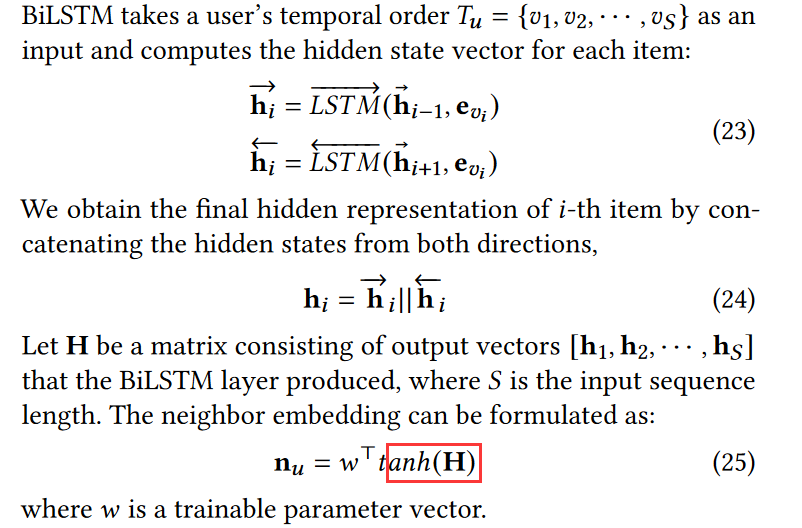 BiLSTM takes a user's temporal order $T_u = \{v_1, v_2, \cdots, v_S\}$ as an
input and computes the hidden state vector for each item:
$\overrightarrow{\mathbf{h}_i} = \overrightarrow{LSTM}(\vec{\mathbf{h}}_{i-1}, \mathbf{e}_{v_i})$
$\overleftarrow{\mathbf{h}_i} = \overleftarrow{LSTM}(\vec{\mathbf{h}}_{i+1}, \mathbf{e}_{v_i})$
(23)
We obtain the final hidden representation of $i$-th item by con-
catenating the hidden states from both directions,
$\mathbf{h}_i = \overrightarrow{\mathbf{h}}_i || \overleftarrow{\mathbf{h}}_i$ (24)
Let $\mathbf{H}$ be a matrix consisting of output vectors $[\mathbf{h}_1, \mathbf{h}_2, \cdots, \mathbf{h}_S]$
that the BiLSTM layer produced, where $S$ is the input sequence
length. The neighbor embedding can be formulated as:
$\mathbf{n}_u = w^\top tanh(\mathbf{H})$ (25)
where $w$ is a trainable parameter vector.